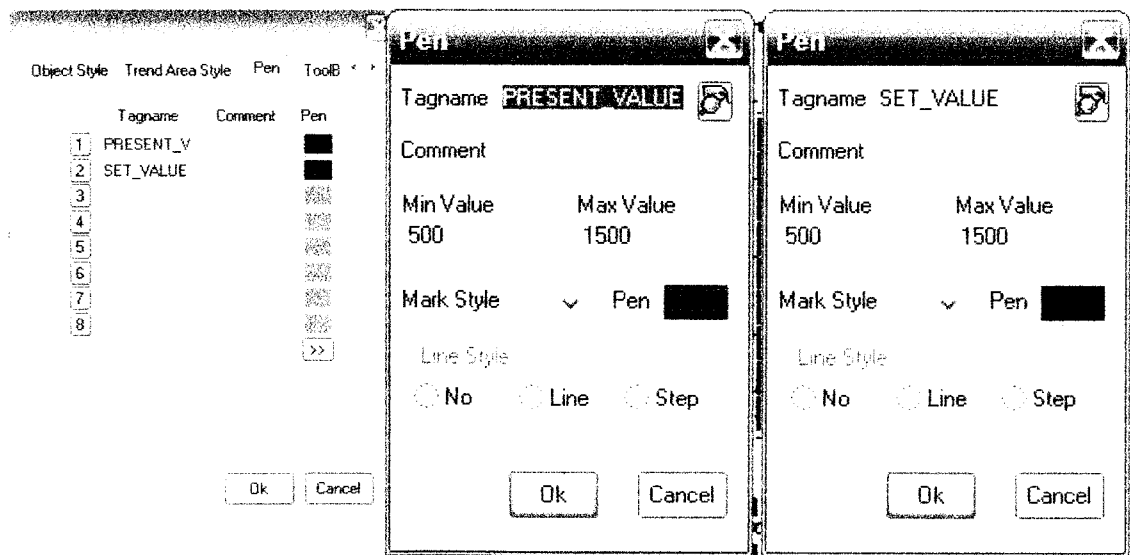 Object Style Trend Area Style Pen ToolB
Tagname Comment Pen
1 PRESENT_V
2 SET_VALUE
3
4
5
6
7
8
>>
Ok Cancel
Pen
Tagname PRESENT_VALUE
Comment
Min Value Max Value
500 1500
Mark Style Pen
Line Style
No Line Step
Ok Cancel
Pen
Tagname SET_VALUE
Comment
Min Value Max Value
500 1500
Mark Style Pen
Line Style
No Line Step
Ok Cancel